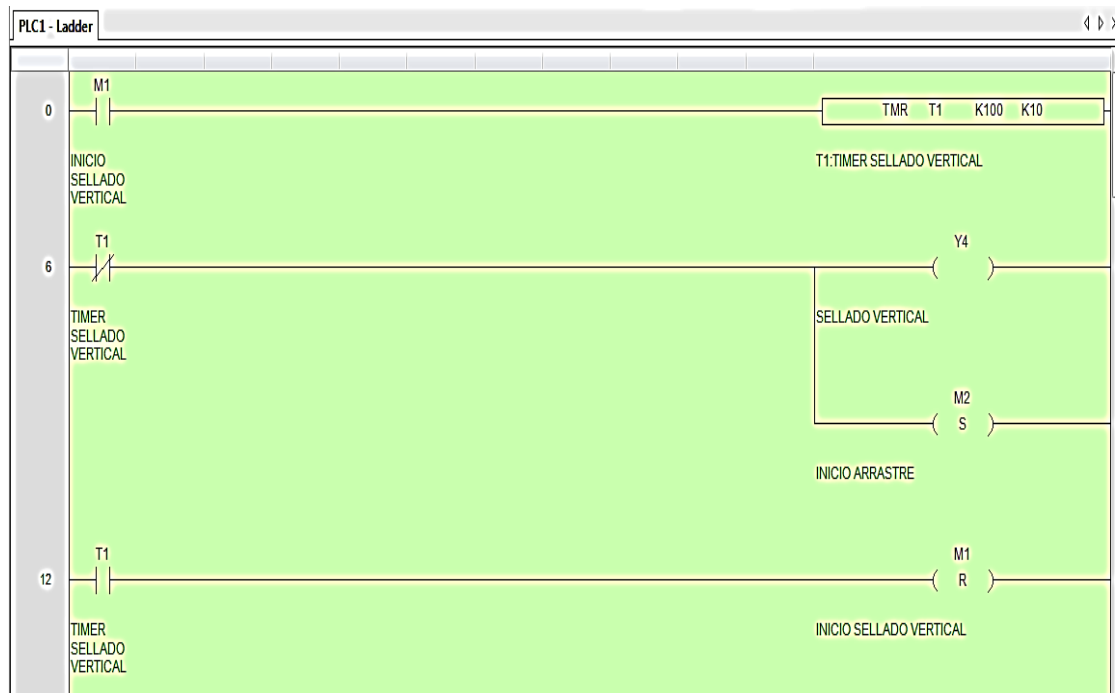 PLC1 - Ladder
M1
0
TMR T1 K100 K10
INICIO
SELLADO
VERTICAL
T1:TIMER SELLADO VERTICAL
T1
Y4
6
TIMER
SELLADO
VERTICAL
SELLADO VERTICAL
M2
S
INICIO ARRASTRE
T1
M1
12
R
TIMER
SELLADO
VERTICAL
INICIO SELLADO VERTICAL